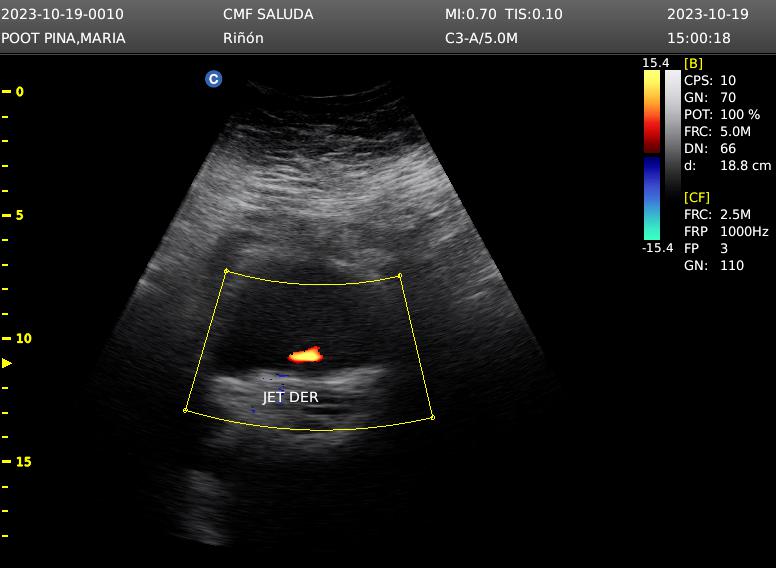 2023-10-19-0010 CMF SALUDA MI:0.70 TIS:0.10 2023-10-19
POOT PINA,MARIA Riñón C3-A/5.0M 15:00:18
15.4 [B]
C
CPS: 10
0
GN: 70
POT: 100 %
FRC: 5.0M
DN: 66
d: 18.8 cm
[CF]
5
FRC: 2.5M
FRP 1000Hz
-15.4 FP 3
GN: 110
10
JET DER
15